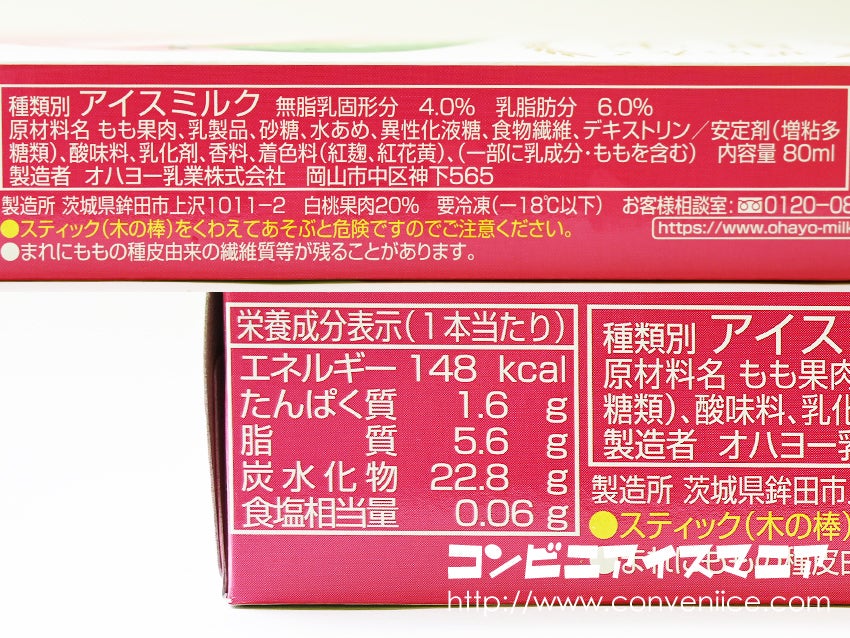 種類別 アイスミルク 無脂乳固形分 4.0% 乳脂肪分 6.0%
原材料名 もも果肉、乳製品、砂糖、水あめ、異性化液糖、食物繊維、デキストリン／安定剤(増粘多
糖類)、酸味料、乳化剤、香料、着色料(紅麹、紅花黄)、(一部に乳成分・ももを含む) 内容量 80ml
製造者 オハヨー乳業株式会社 岡山市中区神下565
製造所 茨城県鉾田市上沢1011−2 白桃果肉20% 要冷凍(−18℃以下) お客様相談室:0120-08
●スティック(木の棒)をくわえてあそぶと危険ですのでご注意ください。
https://www.ohayo-milk
●まれにももの種皮由来の繊維質等が残ることがあります。
栄養成分表示(1本当たり)
エネルギー 148 kcal
たんぱく質 1.6 g
脂質 5.6 g
炭水化物 22.8 g
食塩相当量 0.06 g
種類別 アイス
原材料名 もも果肉
糖類)、酸味料、乳化
製造者 オハヨー乳
製造所 茨城県鉾田市
●スティック(木の棒)
まれにももの種皮由
コンビニアイスマニア
http://www.conveniice.com